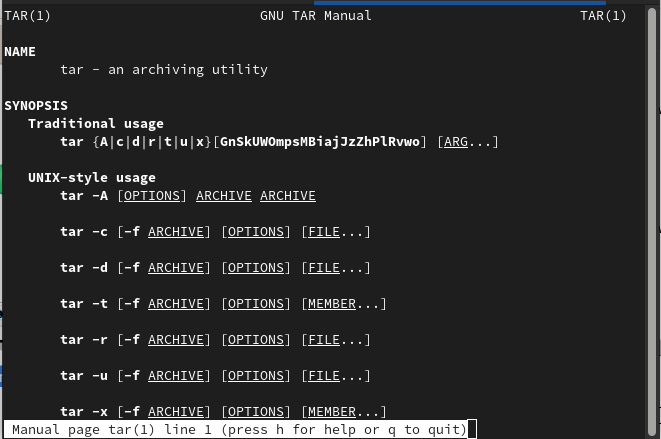 TAR(1) GNU TAR Manual TAR(1)
NAME
tar - an archiving utility
SYNOPSIS
Traditional usage
tar {A|c|d|r|t|u|x}[GnSkUWOmpsMBiajJzZhPlRvwo] [ARG...]
UNIX-style usage
tar -A [OPTIONS] ARCHIVE ARCHIVE
tar -c [-f ARCHIVE] [OPTIONS] [FILE...]
tar -d [-f ARCHIVE] [OPTIONS] [FILE...]
tar -t [-f ARCHIVE] [OPTIONS] [MEMBER...]
tar -r [-f ARCHIVE] [OPTIONS] [FILE...]
tar -u [-f ARCHIVE] [OPTIONS] [FILE...]
tar -x [-f ARCHIVE] [OPTIONS] [MEMBER...]
Manual page tar(1) line 1 (press h for help or q to quit)